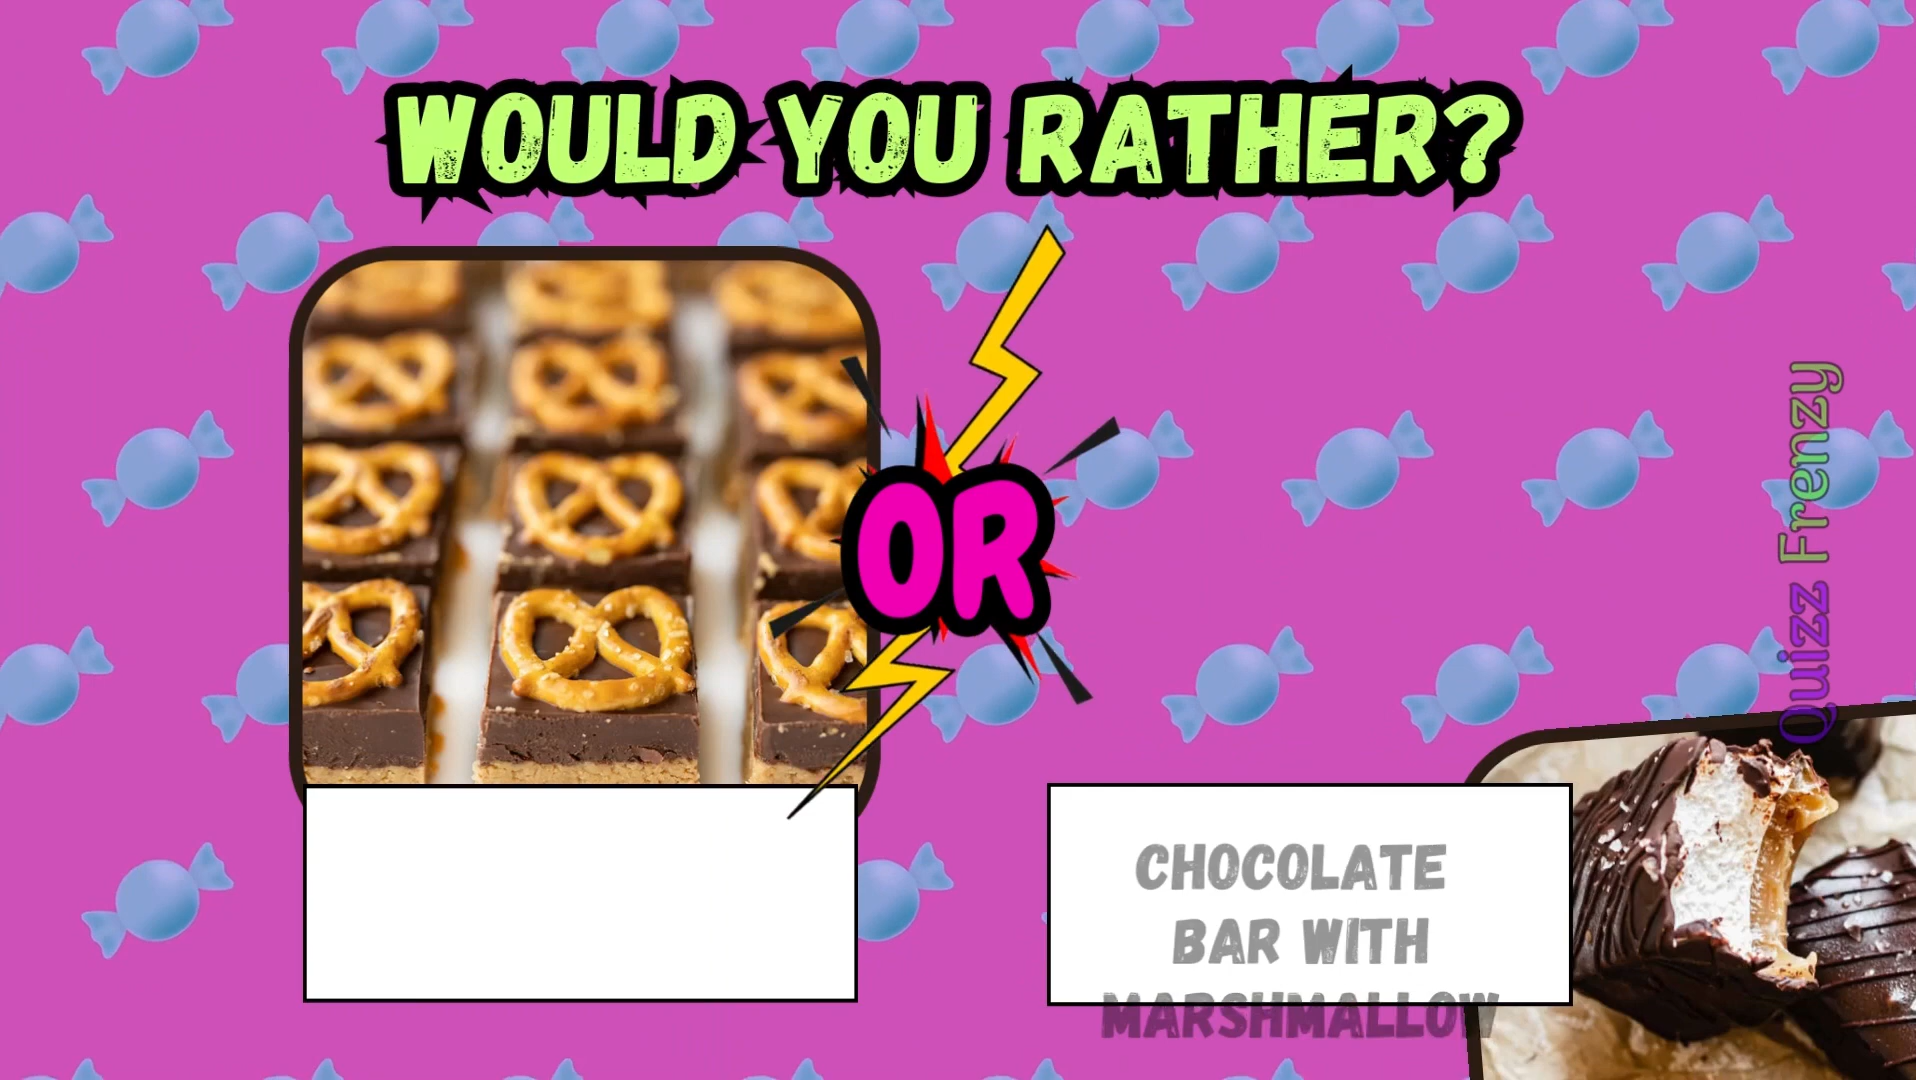 WOULD YOU RATHER?
OR
Quizz Frenzy
CHOCOLATE
BAR WITH
MARSHMALLOW